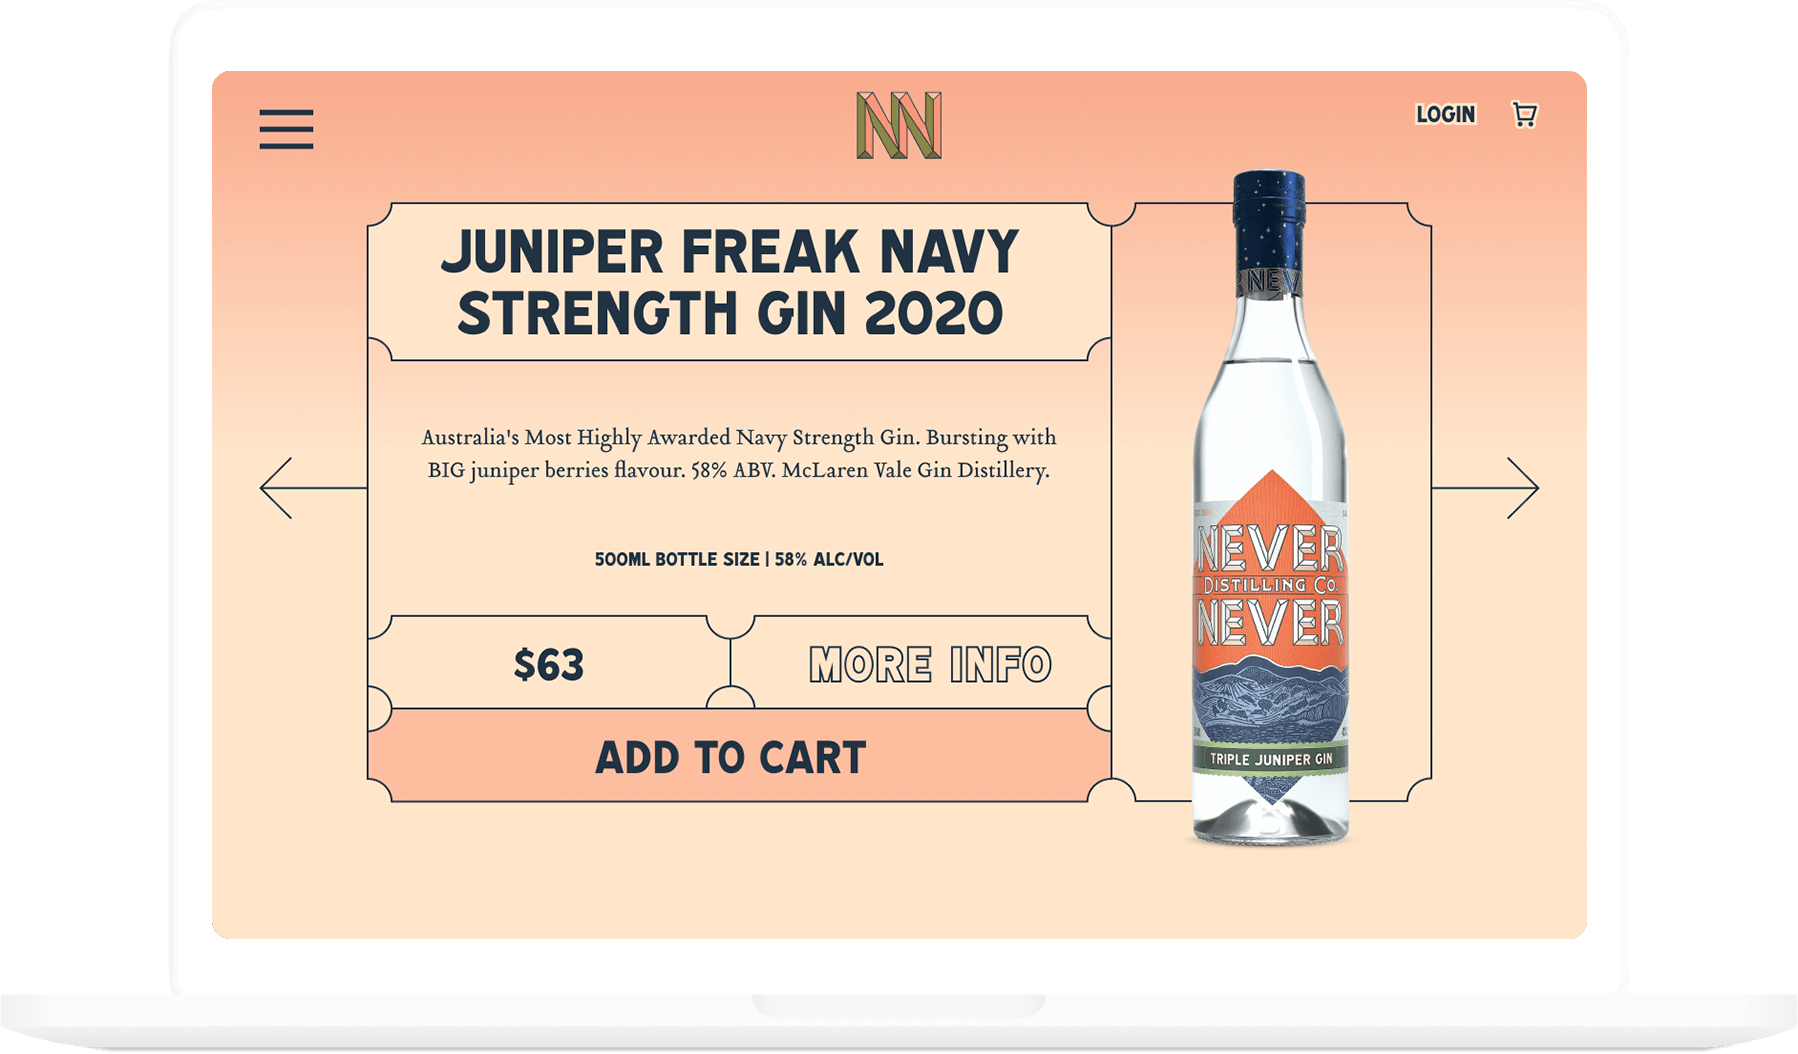 NN
LOGIN
JUNIPER FREAK NAVY
STRENGTH GIN 2020
Australia's Most Highly Awarded Navy Strength Gin. Bursting with
BIG juniper berries flavour. 58% ABV. McLaren Vale Gin Distillery.
500ML BOTTLE SIZE | 58% ALC/VOL
$63
MORE INFO
ADD TO CART
NEV
NEVER
DISTILLING CO.
NEVER
TRIPLE JUNIPER GIN